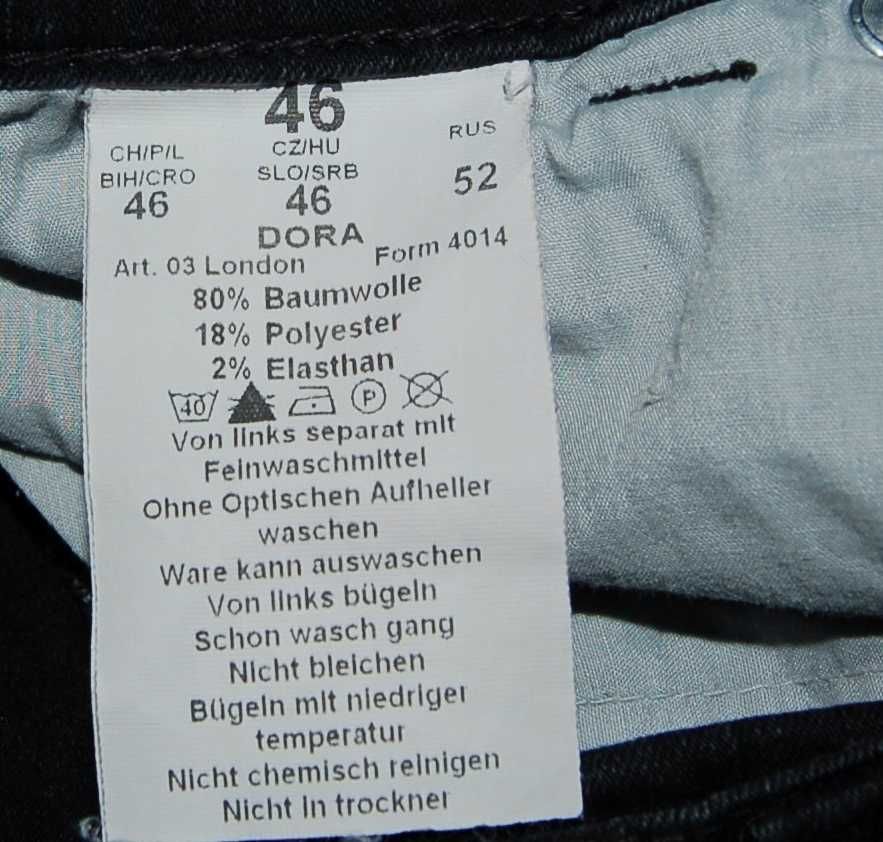 46
CH/P/L CZ/HU RUS
BIH/CRO SLO/SRB 52
46 46
DORA
Art. 03 London Form 4014
80% Baumwolle
18% Polyester
2% Elasthan
40 P
Von links separat mit
Feinwaschmittel
Ohne Optischen Aufheller
waschen
Ware kann auswaschen
Von links bügeln
Schon wasch gang
Nicht bleichen
Bügeln mit niedriger
temperatur
Nicht chemisch reinigen
Nicht in trockner